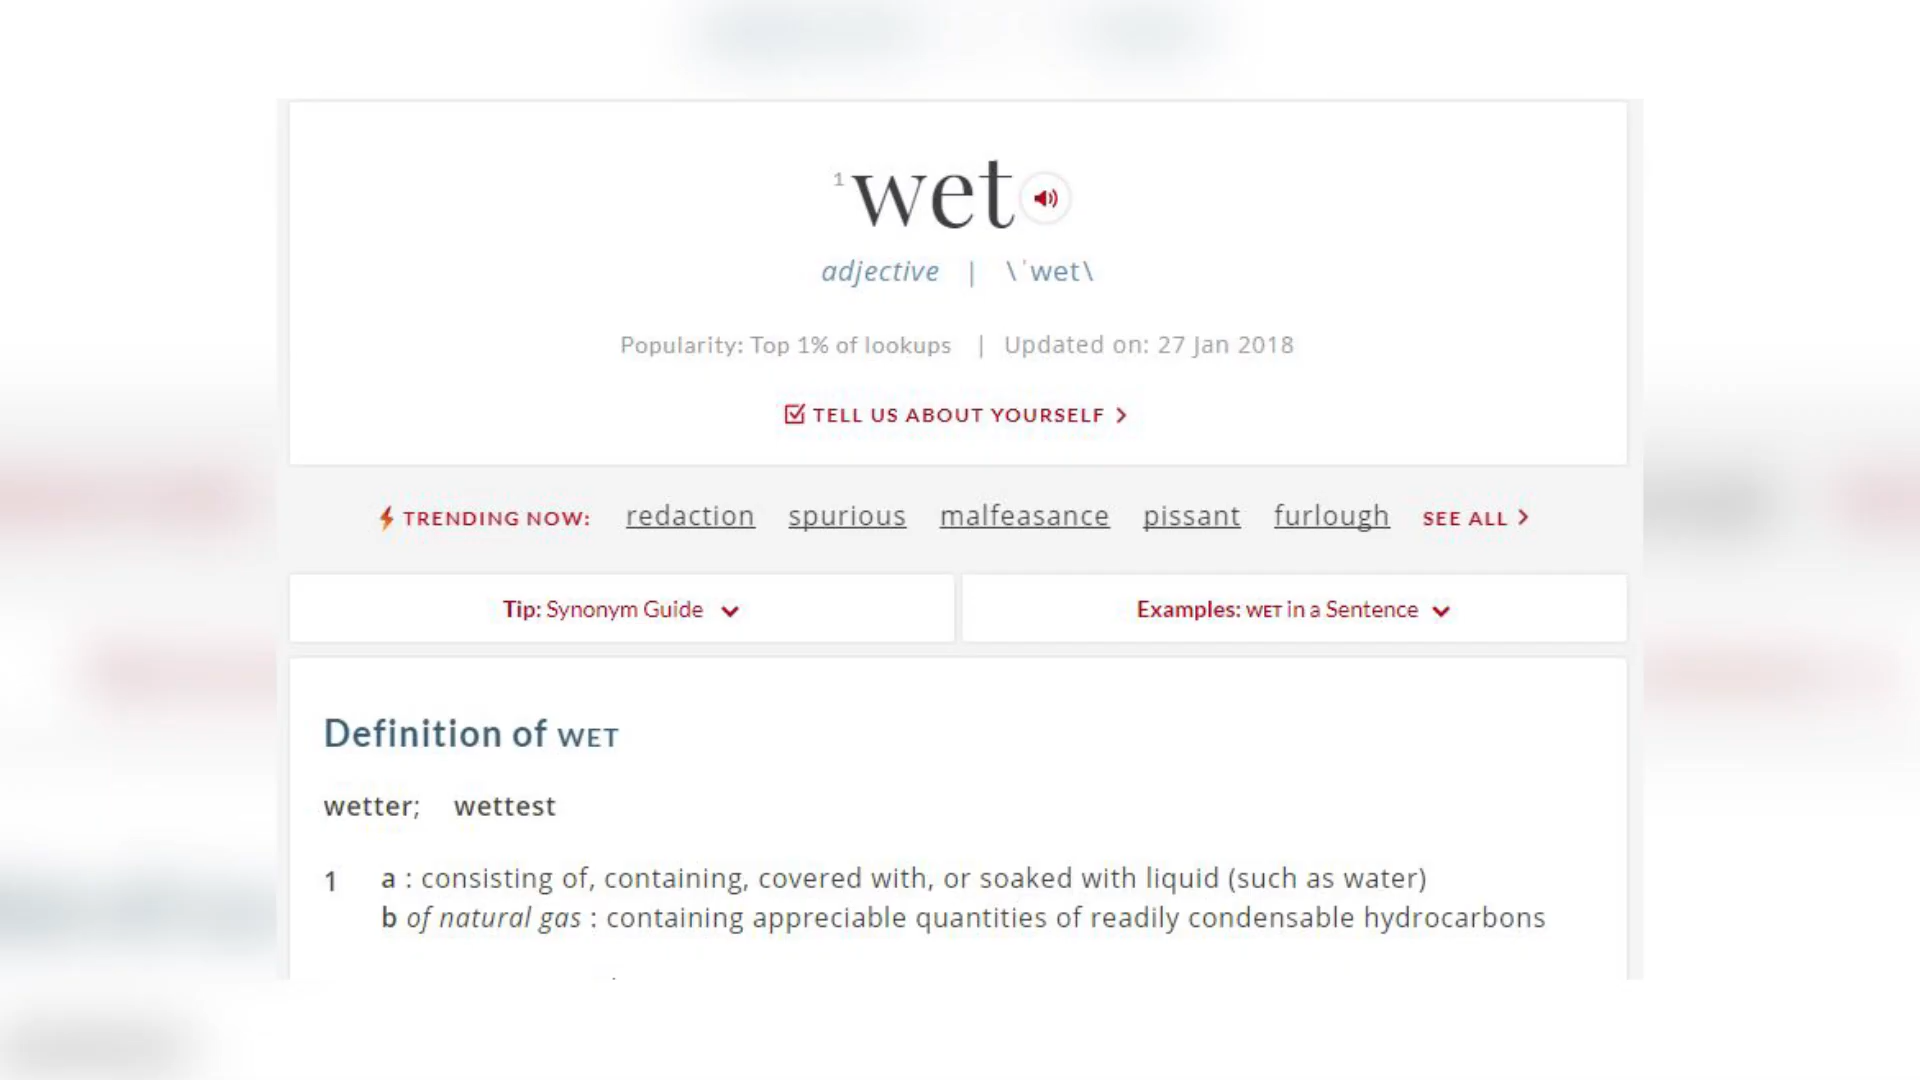 1 wet
adjective | \ ˈwet\
Popularity: Top 1% of lookups | Updated on: 27 Jan 2018
TELL US ABOUT YOURSELF >
TRENDING NOW: redaction spurious malfeasance pissant furlough SEE ALL >
Tip: Synonym Guide
Examples: WET in a Sentence
Definition of WET
wetter; wettest
1 a : consisting of, containing, covered with, or soaked with liquid (such as water)
b of natural gas : containing appreciable quantities of readily condensable hydrocarbons